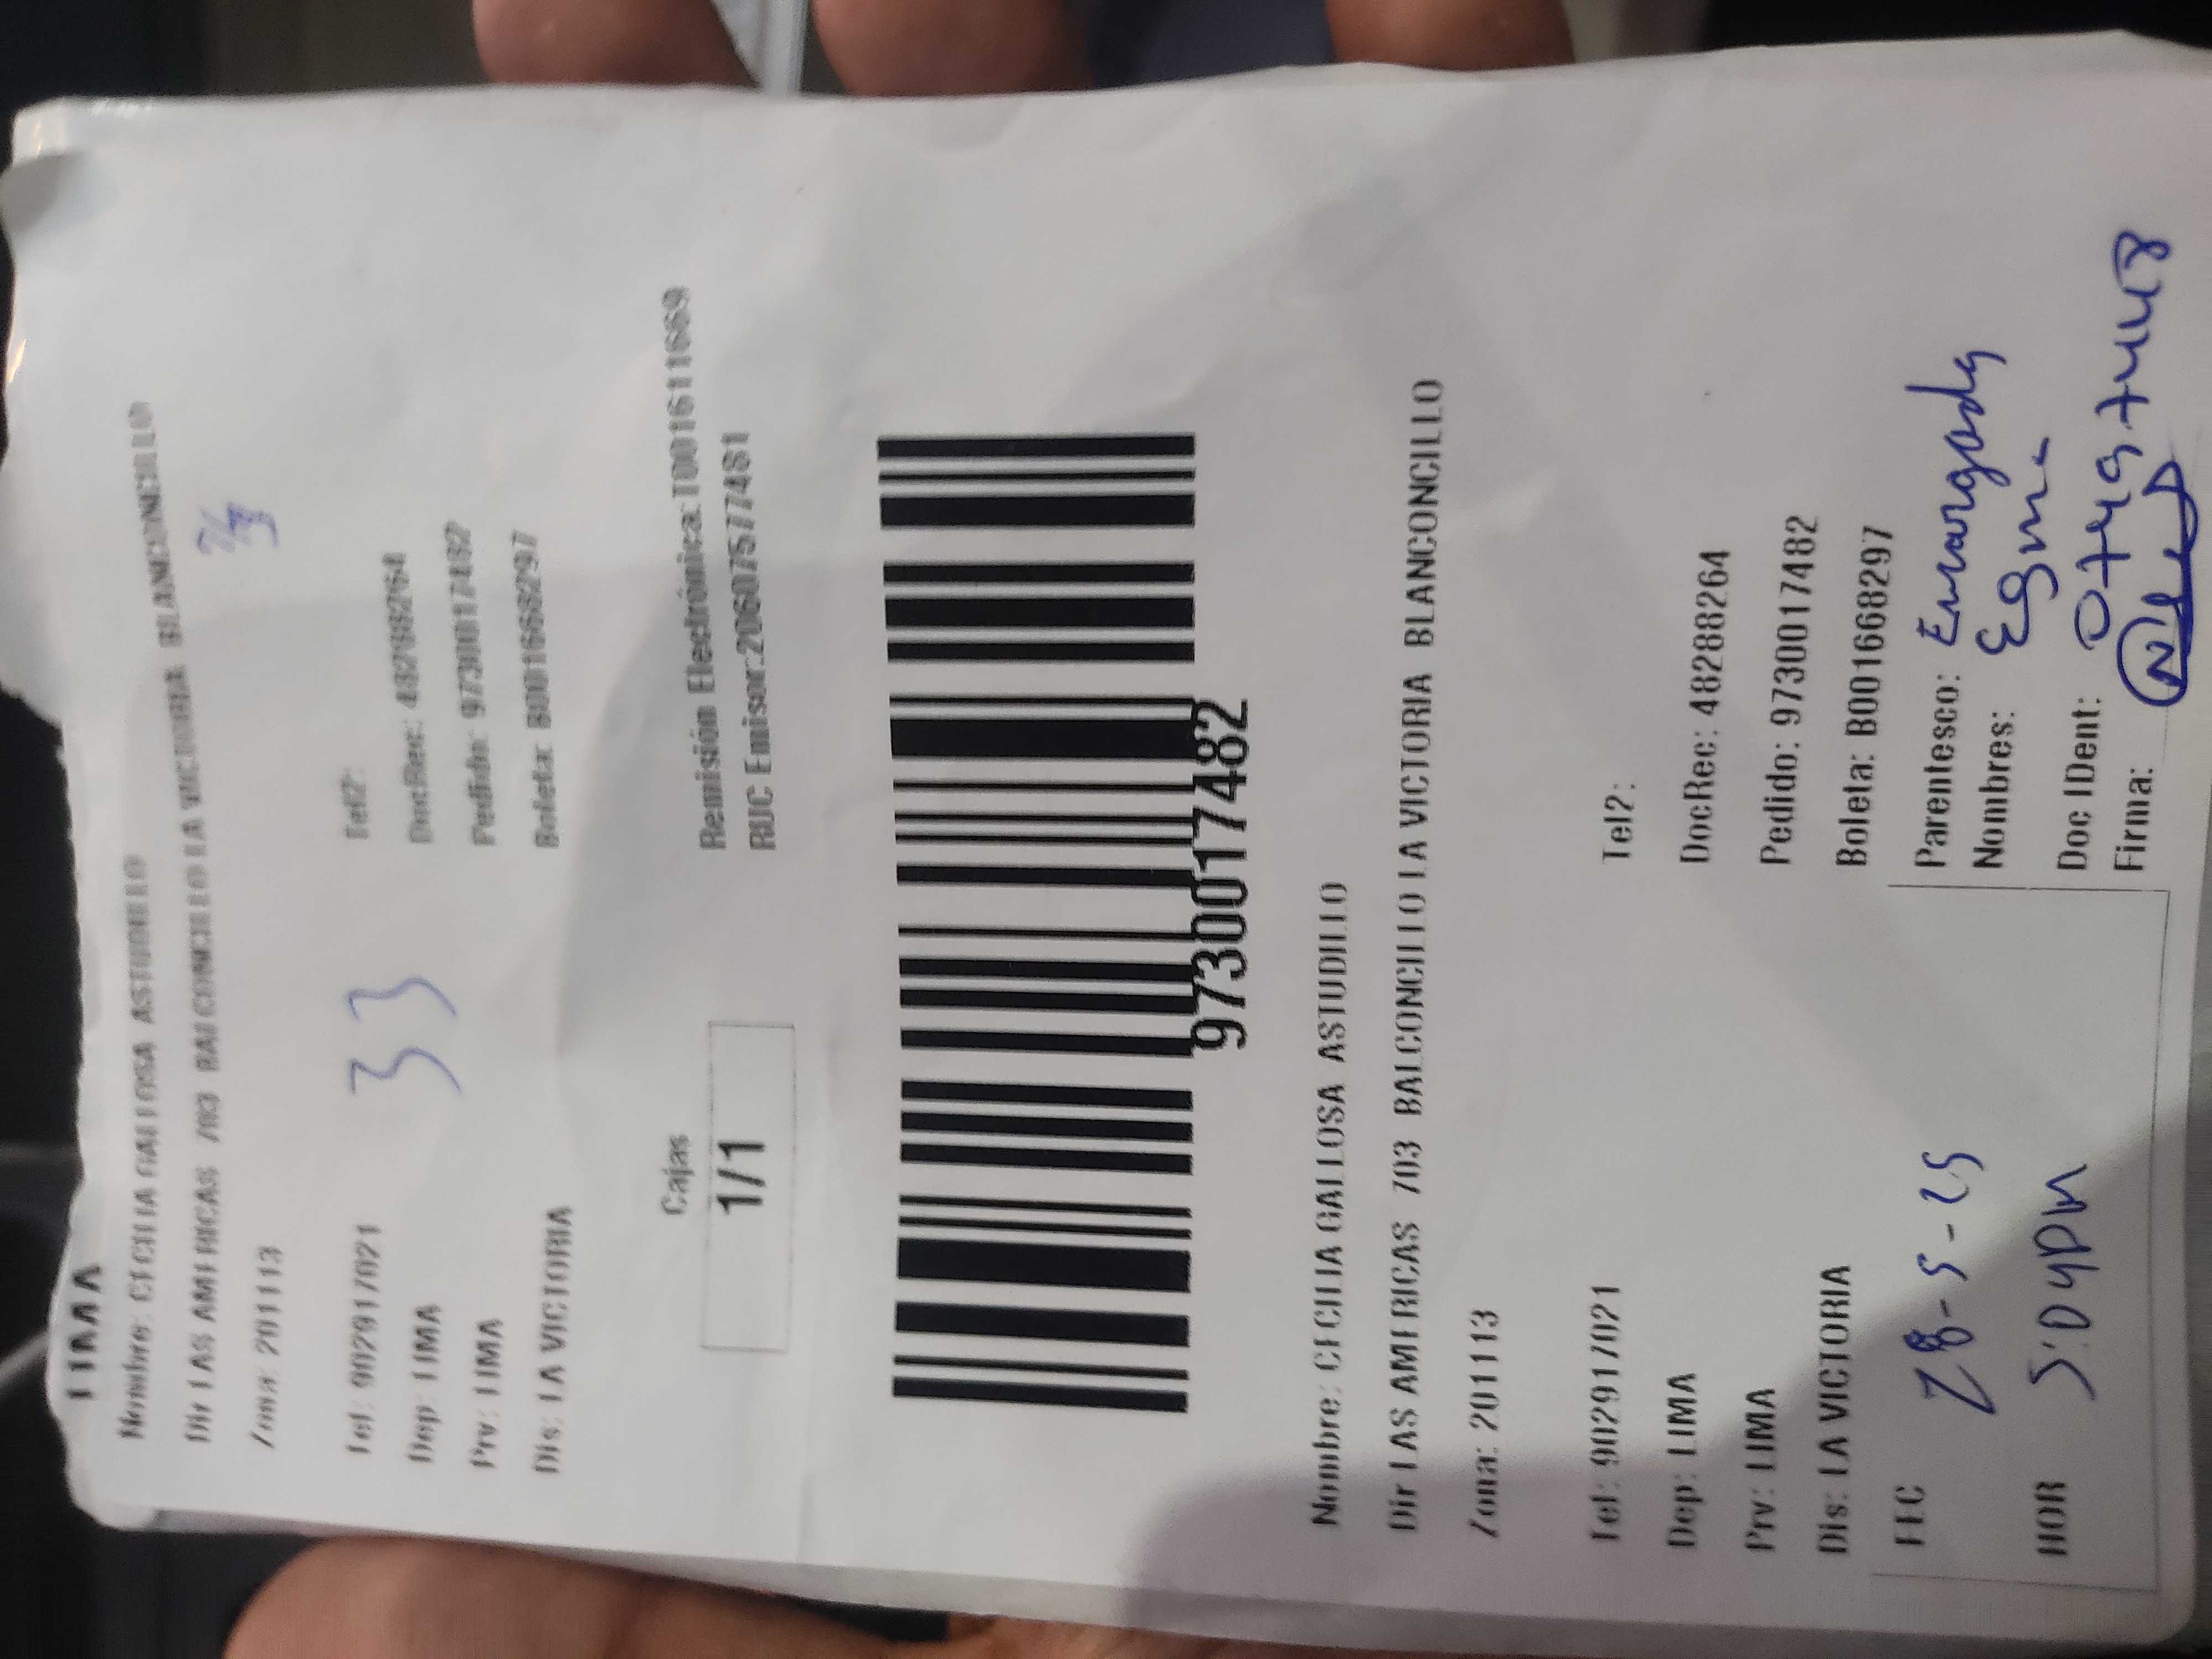 LIMA
Nombre: CECILIA GALLOSA ASTUDILLO
Dir LAS AMERICAS 703 BALCONCILLO LA VICTORIA BLANCONCILLO
Zona: 201113
33
Tel: 902917021 Tel2:
Dep: LIMA DocRec: 48288264
Prv: LIMA Pedido: 9730017482
Dis: LA VICTORIA Boleta: B001668297
Cajas
1/1
Remisión Electrónica:T001611669
RUC Emisor:20607577481
9730017482
Nombre: CECILIA GALLOSA ASTUDILLO
Dir LAS AMERICAS 703 BALCONCILLO LA VICTORIA BLANCONCILLO
Zona: 201113
Tel: 902917021 Tel2:
Dep: LIMA DocRec: 48288264
Prv: LIMA Pedido: 9730017482
Dis: LA VICTORIA Boleta: B001668297
FEC 28-5-25
HOR
Parentesco:
Nombres:
Doc IDent:
Firma: